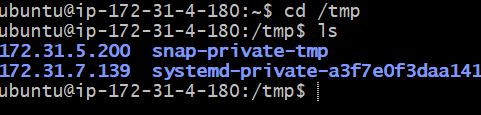 ubuntu@ip-172-31-4-180:~$ cd /tmp
ubuntu@ip-172-31-4-180:/tmp$ ls
172.31.5.200  snap-private-tmp
172.31.7.139  systemd-private-a3f7e0f3daa141
ubuntu@ip-172-31-4-180:/tmp$